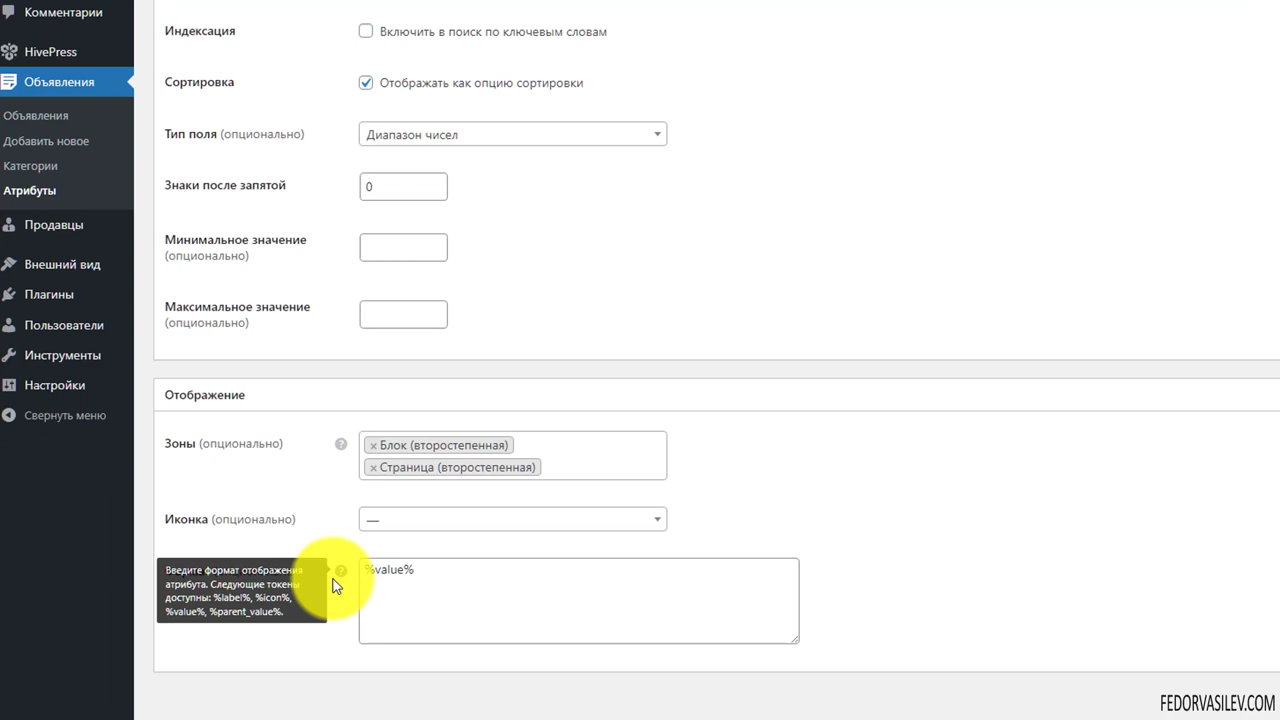 Комментарии
HivePress
Объявления
Объявления
Добавить новое
Категории
Атрибуты
Продавцы
Внешний вид
Плагины
Пользователи
Инструменты
Настройки
Свернуть меню
Индексация
Включить в поиск по ключевым словам
Сортировка
Отображать как опцию сортировки
Тип поля (опционально)
Диапазон чисел
Знаки после запятой
0
Минимальное значение
(опционально)
Максимальное значение
(опционально)
Отображение
Зоны (опционально)
?
× Блок (второстепенная)
× Страница (второстепенная)
Иконка (опционально)
—
Введите формат отображения
атрибута. Следующие токены
доступны: %label%, %icon%,
%value%, %parent_value%.
?
%value%
FEDORVASILEV.COM